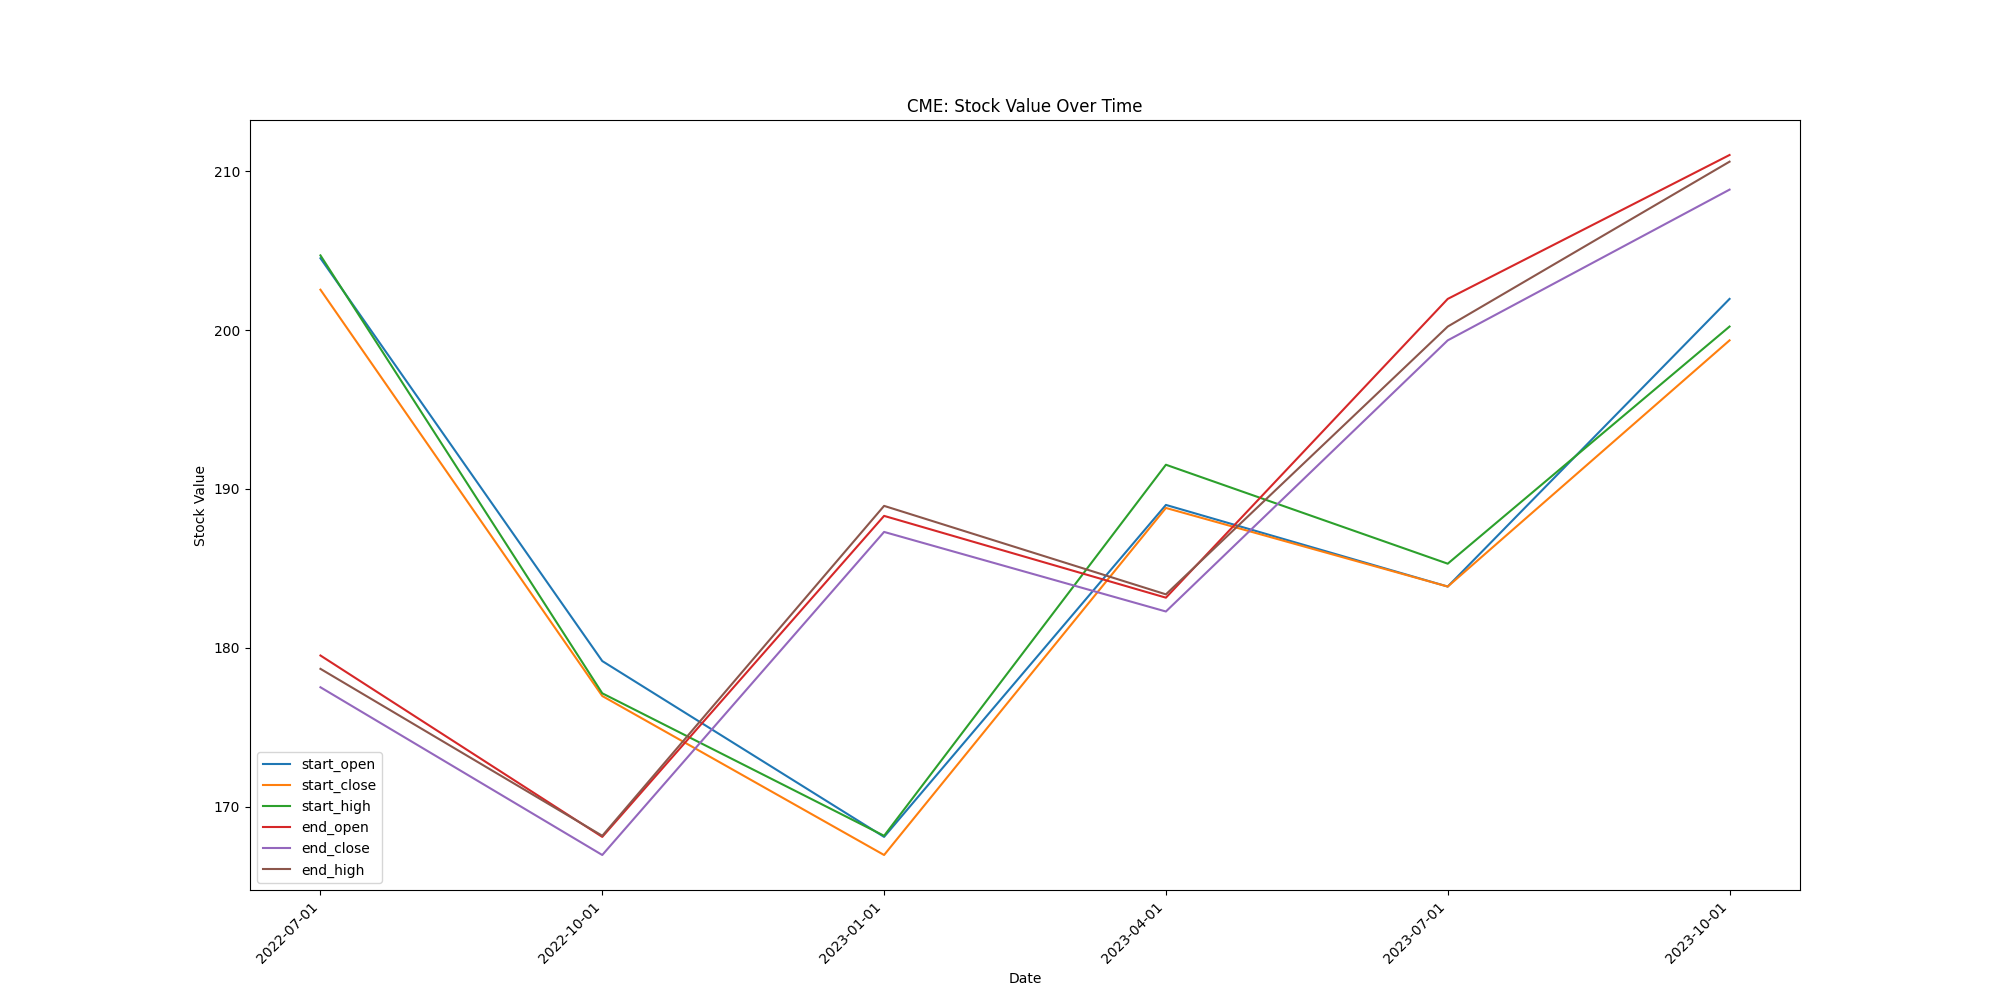 CME: Stock Value Over Time
Stock Value
210
200
190
180
170
start_open
start_close
start_high
end_open
end_close
end_high
2022-07-01
2022-10-01
2023-01-01
2023-04-01
2023-07-01
2023-10-01
Date